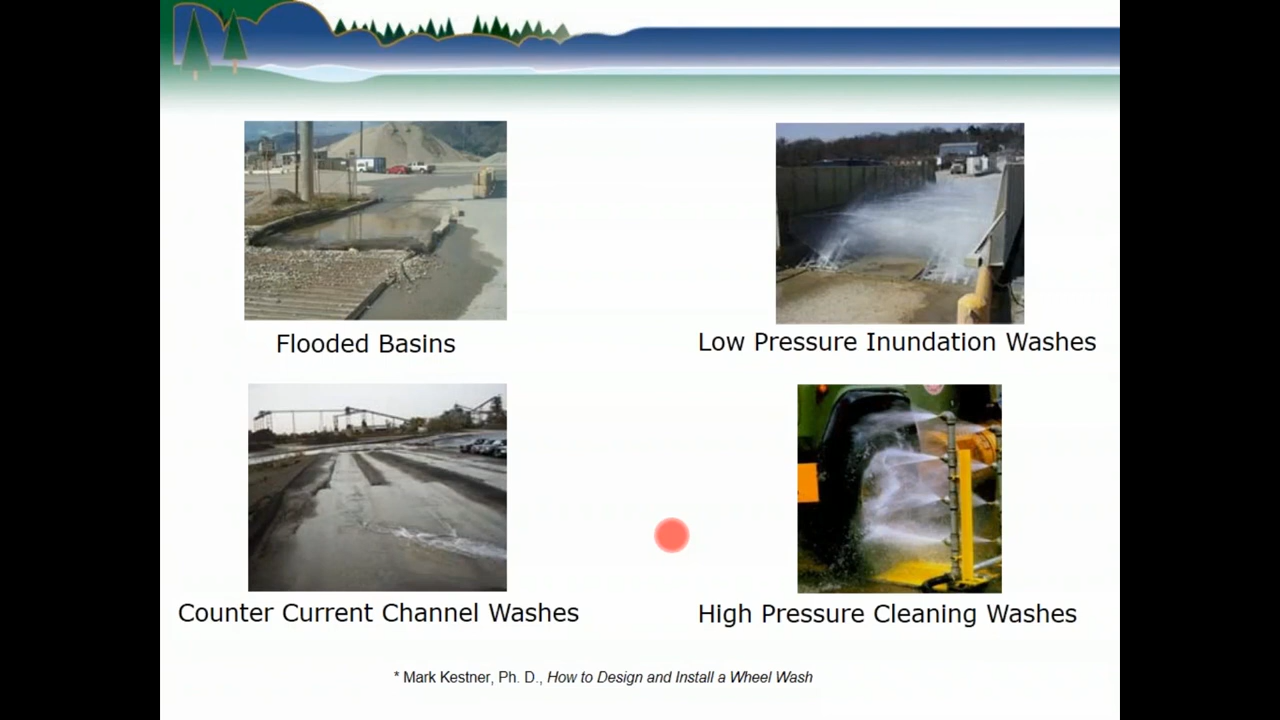 Flooded Basins
Low Pressure Inundation Washes
Counter Current Channel Washes
High Pressure Cleaning Washes
* Mark Kestner, Ph. D., How to Design and Install a Wheel Wash